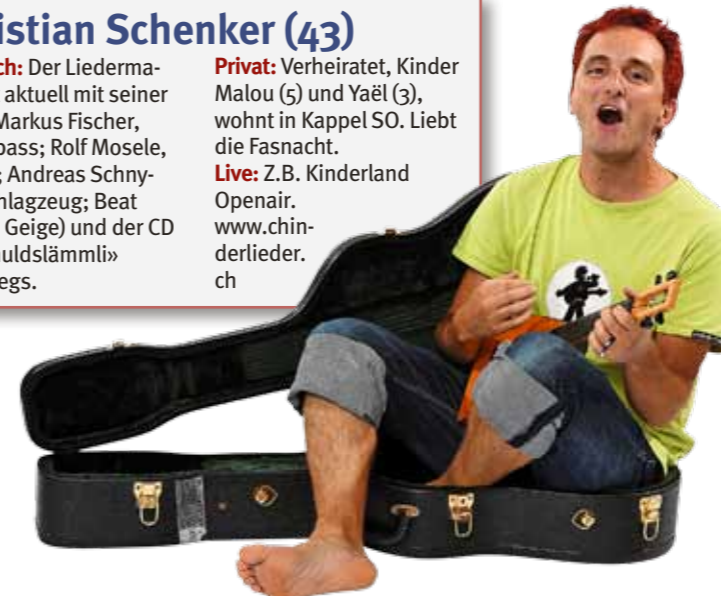 istian Schenker (43)
ch: Der Liederma-
aktuell mit seiner
Markus Fischer,
pass; Rolf Mosele,
; Andreas Schny-
hlagzeug; Beat
Geige) und der CD
uldslämmli»
egs.
Privat: Verheiratet, Kinder
Malou (5) und Yaël (3),
wohnt in Kappel SO. Liebt
die Fasnacht.
Live: Z.B. Kinderland
Openair.
www.chin-
derlieder.
ch